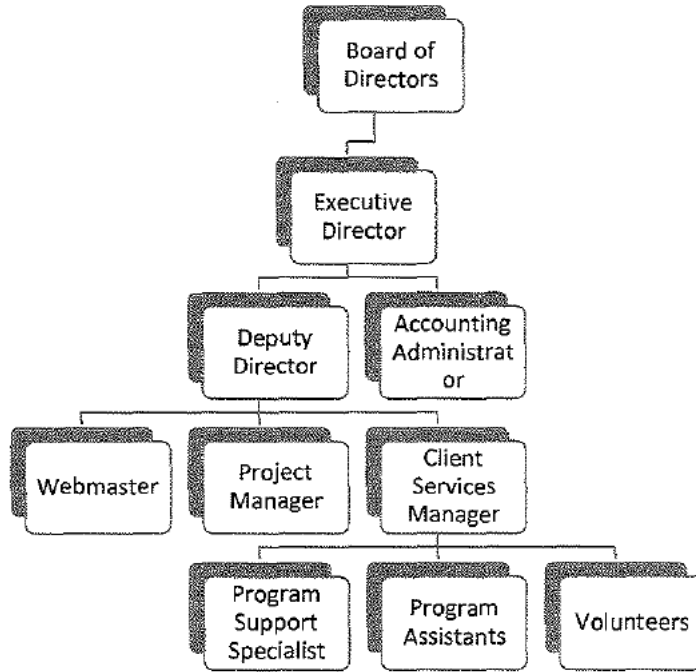 Board of
Directors
Executive
Director
Deputy
Director
Accounting
Administrat
or
Webmaster
Project
Manager
Client
Services
Manager
Program
Support
Specialist
Program
Assistants
Volunteers